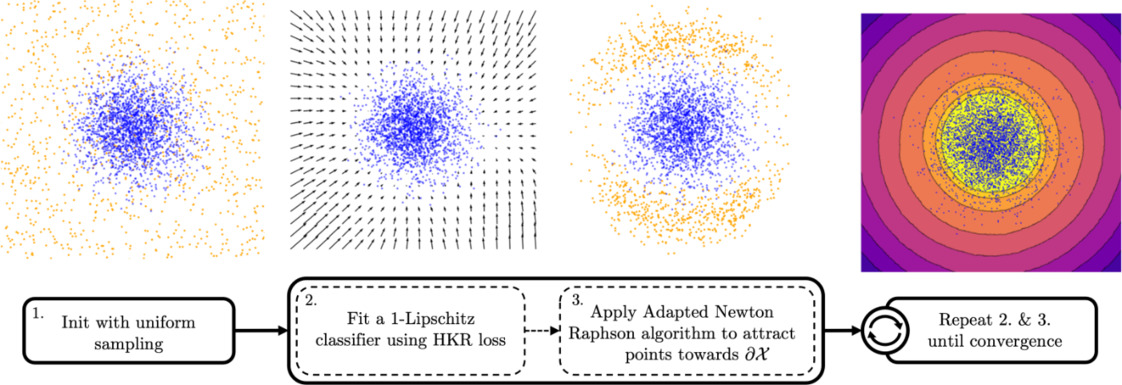 1.
Init with uniform
sampling
2.
Fit a 1-Lipschitz
classifier using HKR loss
3.
Apply Adapted Newton
Raphson algorithm to attract
points towards ∂𝒳
Repeat 2. & 3.
until convergence